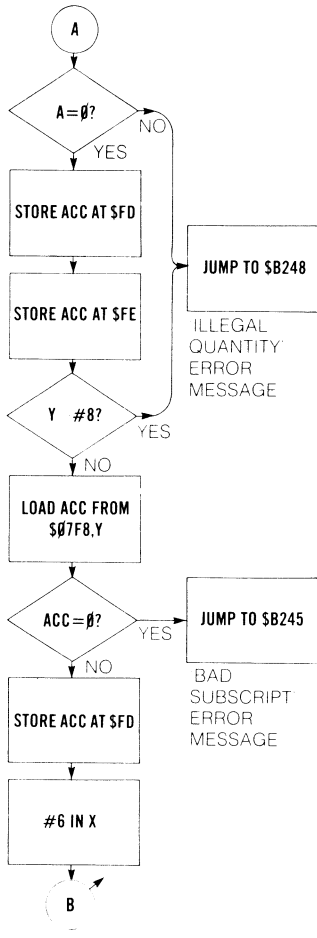 A
A=Ø?
NO
YES
STORE ACC AT $FD
STORE ACC AT $FE
JUMP TO $B248
ILLEGAL
QUANTITY
ERROR
MESSAGE
Y #8?
YES
NO
LOAD ACC FROM
$Ø7F8,Y
ACC=Ø?
YES
JUMP TO $B245
BAD
SUBSCRIPT
ERROR
MESSAGE
NO
STORE ACC AT $FD
#6 IN X
B